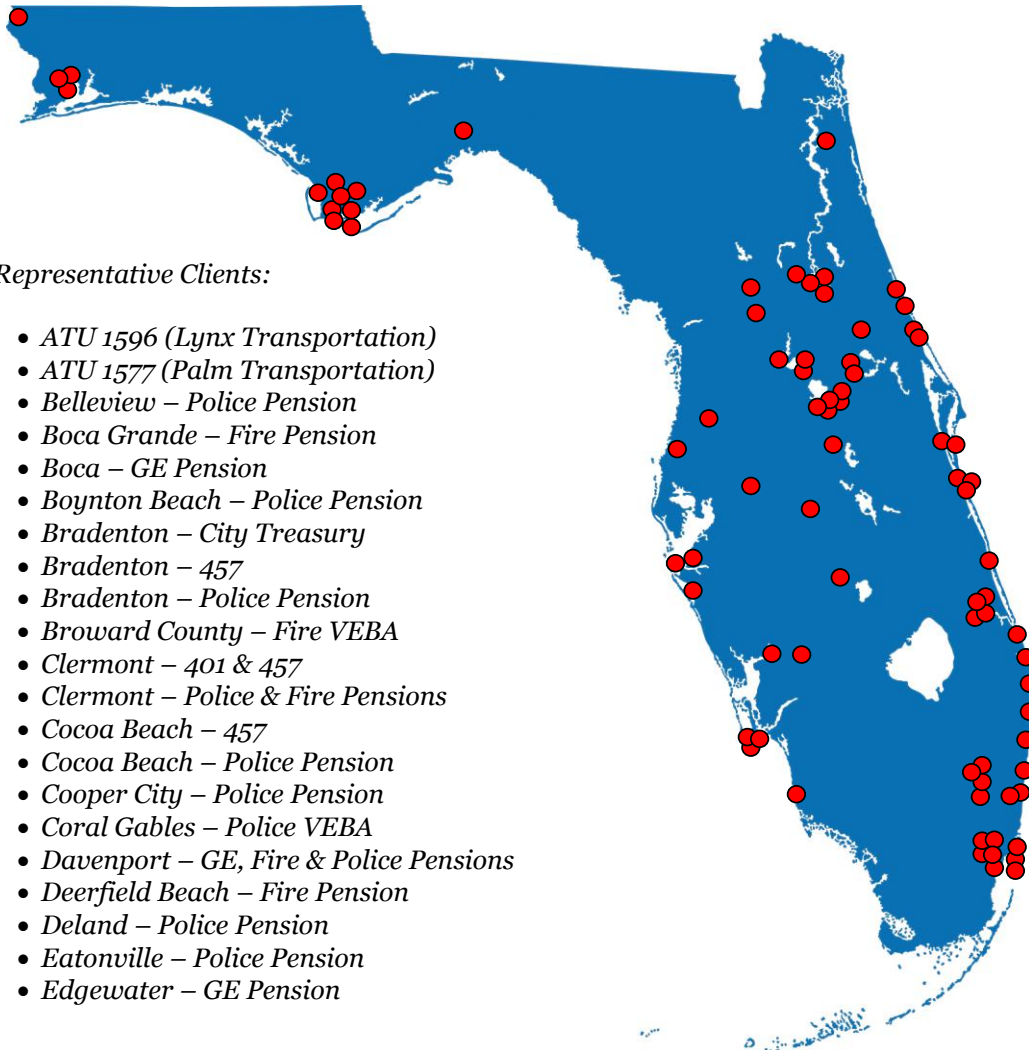 Representative Clients:
• ATU 1596 (Lynx Transportation)
• ATU 1577 (Palm Transportation)
• Belleview – Police Pension
• Boca Grande – Fire Pension
• Boca – GE Pension
• Boynton Beach – Police Pension
• Bradenton – City Treasury
• Bradenton – 457
• Bradenton – Police Pension
• Broward County – Fire VEBA
• Clermont – 401 & 457
• Clermont – Police & Fire Pensions
• Cocoa Beach – 457
• Cocoa Beach – Police Pension
• Cooper City – Police Pension
• Coral Gables – Police VEBA
• Davenport – GE, Fire & Police Pensions
• Deerfield Beach – Fire Pension
• Deland – Police Pension
• Eatonville – Police Pension
• Edgewater – GE Pension